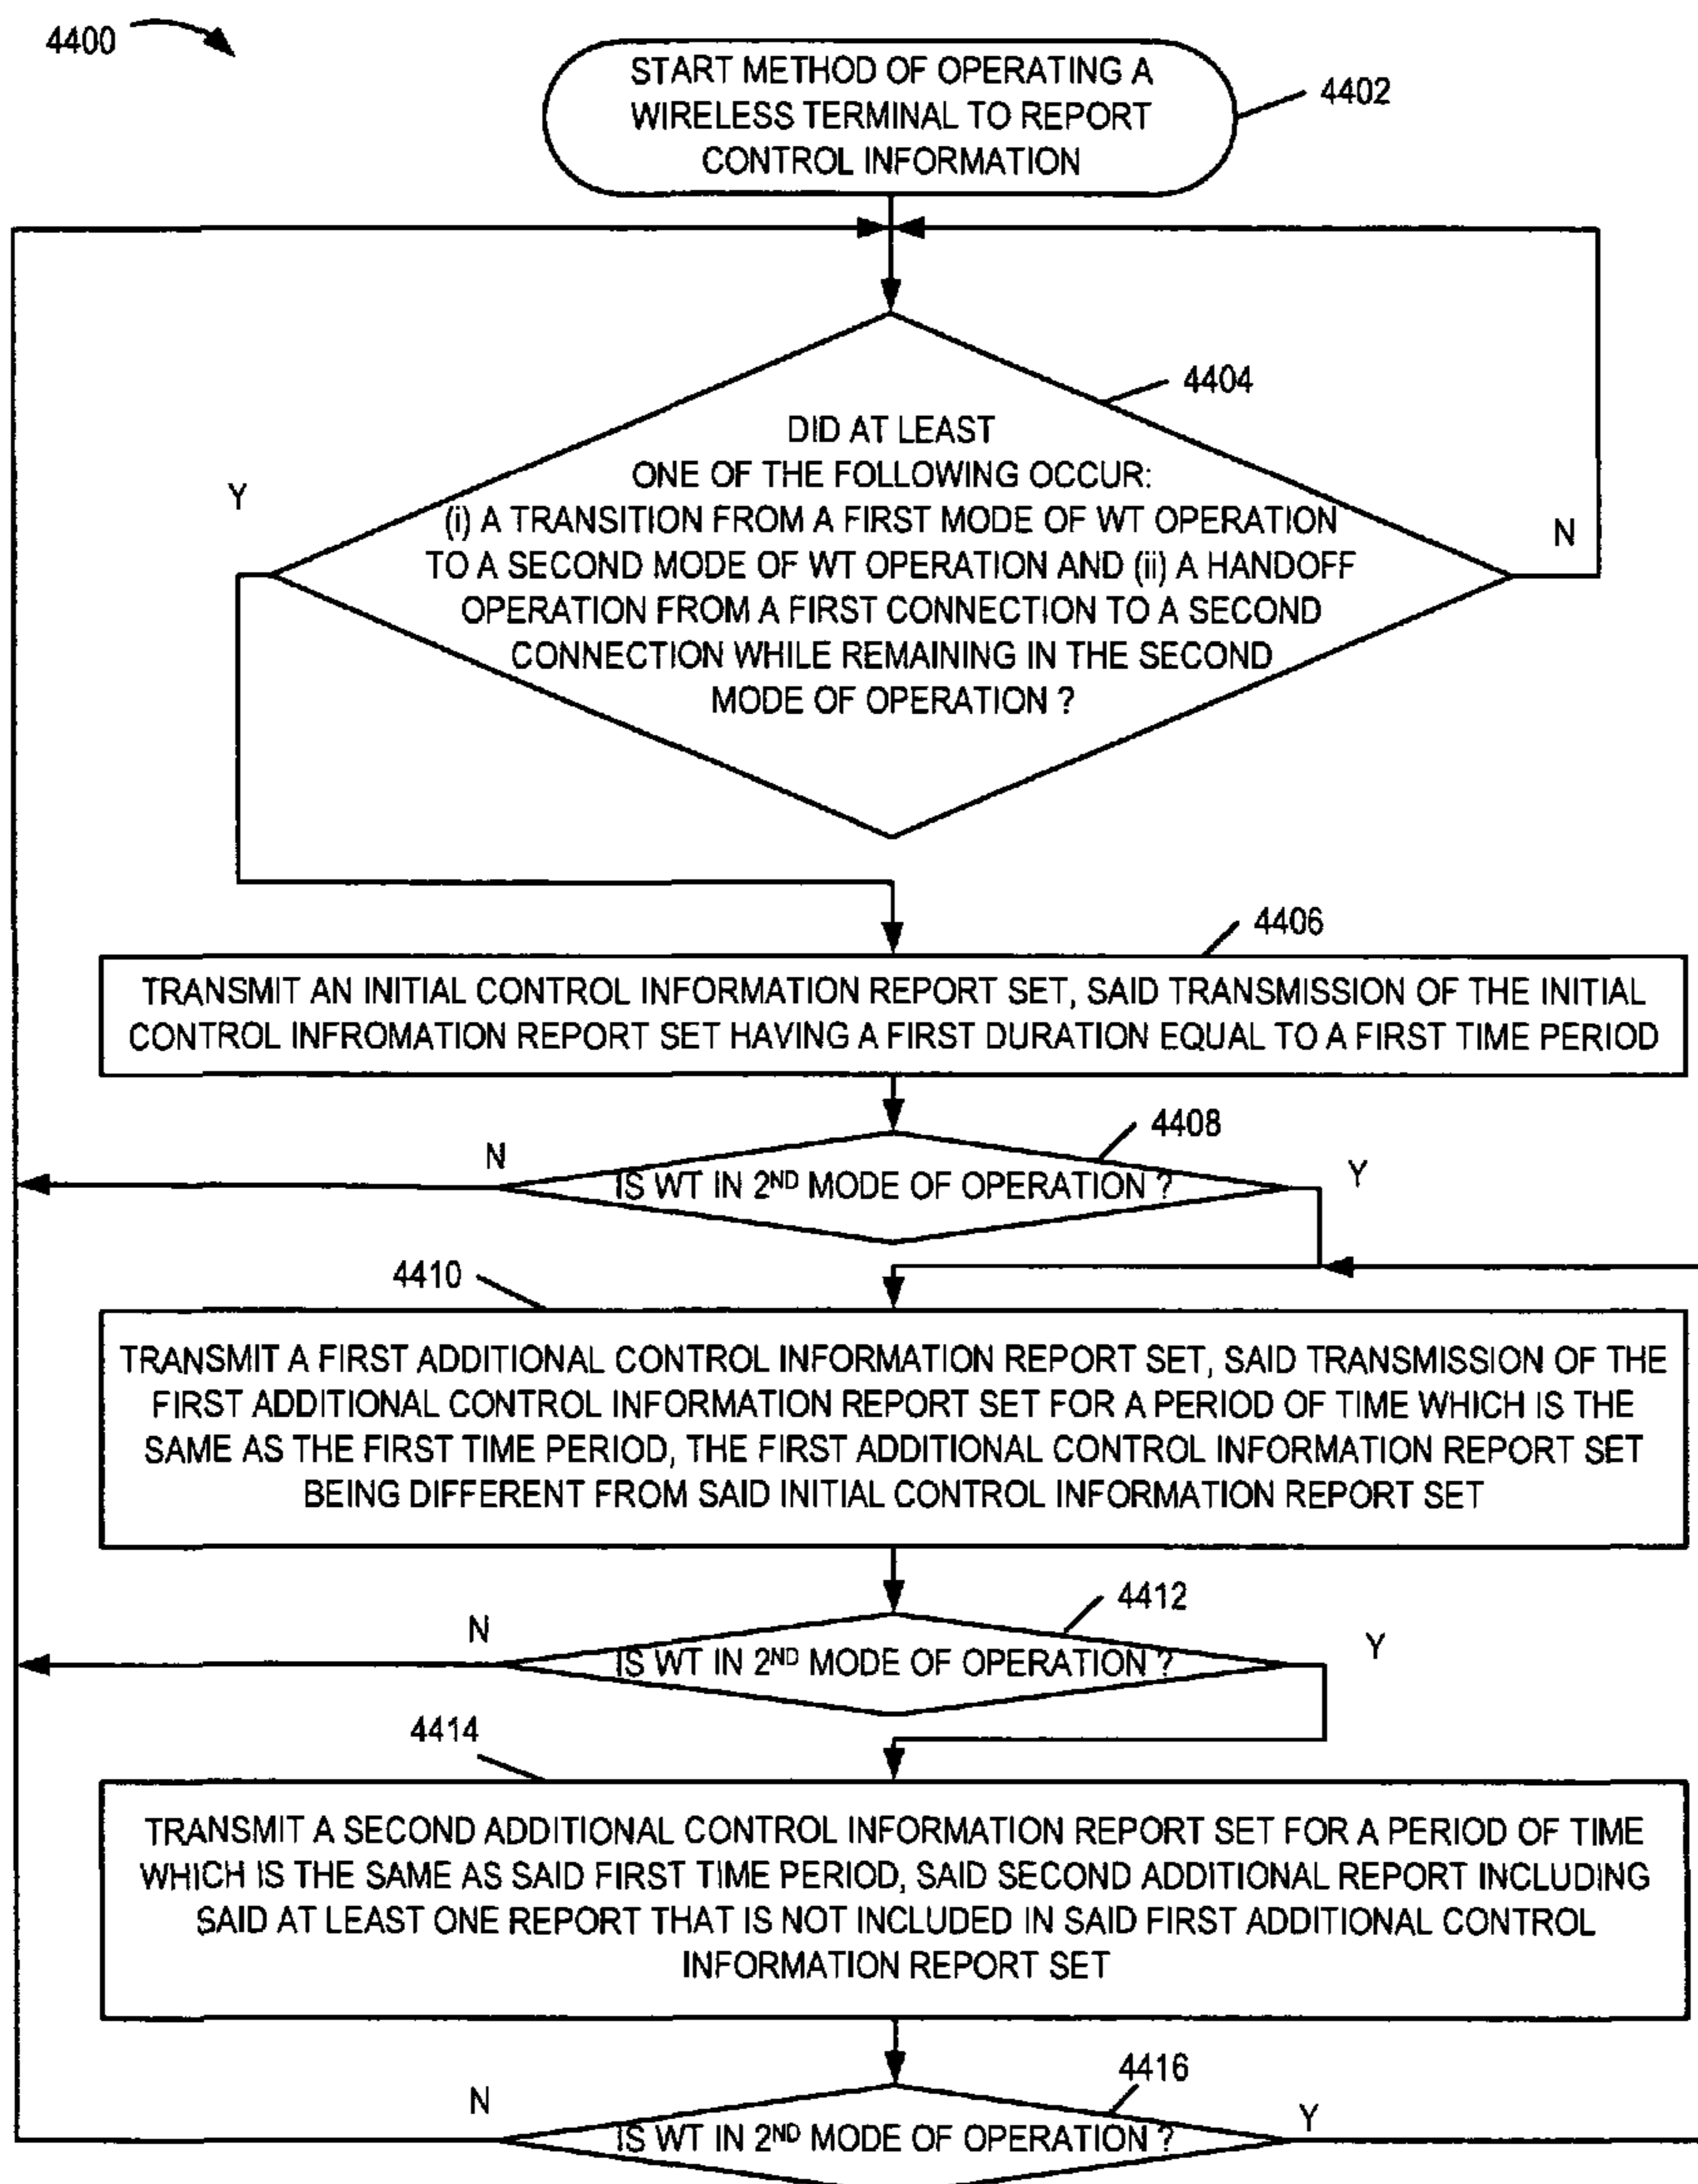 4400
START METHOD OF OPERATING A
WIRELESS TERMINAL TO REPORT
CONTROL INFORMATION
4402
4404
DID AT LEAST
ONE OF THE FOLLOWING OCCUR:
(i) A TRANSITION FROM A FIRST MODE OF WT OPERATION
TO A SECOND MODE OF WT OPERATION AND (ii) A HANDOFF
OPERATION FROM A FIRST CONNECTION TO A SECOND
CONNECTION WHILE REMAINING IN THE SECOND
MODE OF OPERATION ?
Y
N
4406
TRANSMIT AN INITIAL CONTROL INFORMATION REPORT SET, SAID TRANSMISSION OF THE INITIAL
CONTROL INFROMATION REPORT SET HAVING A FIRST DURATION EQUAL TO A FIRST TIME PERIOD
4408
N
IS WT IN 2ND MODE OF OPERATION ?
Y
4410
TRANSMIT A FIRST ADDITIONAL CONTROL INFORMATION REPORT SET, SAID TRANSMISSION OF THE
FIRST ADDITIONAL CONTROL INFORMATION REPORT SET FOR A PERIOD OF TIME WHICH IS THE
SAME AS THE FIRST TIME PERIOD, THE FIRST ADDITIONAL CONTROL INFORMATION REPORT SET
BEING DIFFERENT FROM SAID INITIAL CONTROL INFORMATION REPORT SET
4412
N
IS WT IN 2ND MODE OF OPERATION ?
Y
4414
TRANSMIT A SECOND ADDITIONAL CONTROL INFORMATION REPORT SET FOR A PERIOD OF TIME
WHICH IS THE SAME AS SAID FIRST TIME PERIOD, SAID SECOND ADDITIONAL REPORT INCLUDING
SAID AT LEAST ONE REPORT THAT IS NOT INCLUDED IN SAID FIRST ADDITIONAL CONTROL
INFORMATION REPORT SET
4416
N
IS WT IN 2ND MODE OF OPERATION ?
Y